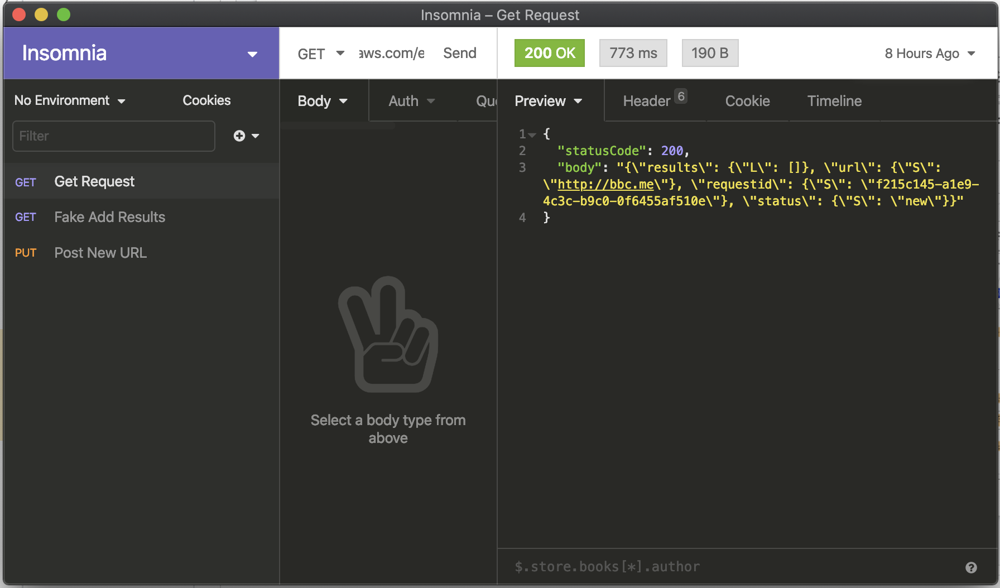 Insomnia – Get Request
Insomnia
GET aws.com/e Send
200 OK 773 ms 190 B 8 Hours Ago
No Environment Cookies
Body Auth Que
Preview Header 6 Cookie Timeline
Filter
GET Get Request
GET Fake Add Results
PUT Post New URL
Select a body type from
above
1 {
2 "statusCode": 200,
3 "body": "{\"results\": {\"L\": []}, \"url\": {\"S\":
\"http://bbc.me\"}, \"requestid\": {\"S\": \"f215c145-a1e9-
4c3c-b9c0-0f6455af510e\"}, \"status\": {\"S\": \"new\"}}"
4 }
$.store.books[*].author